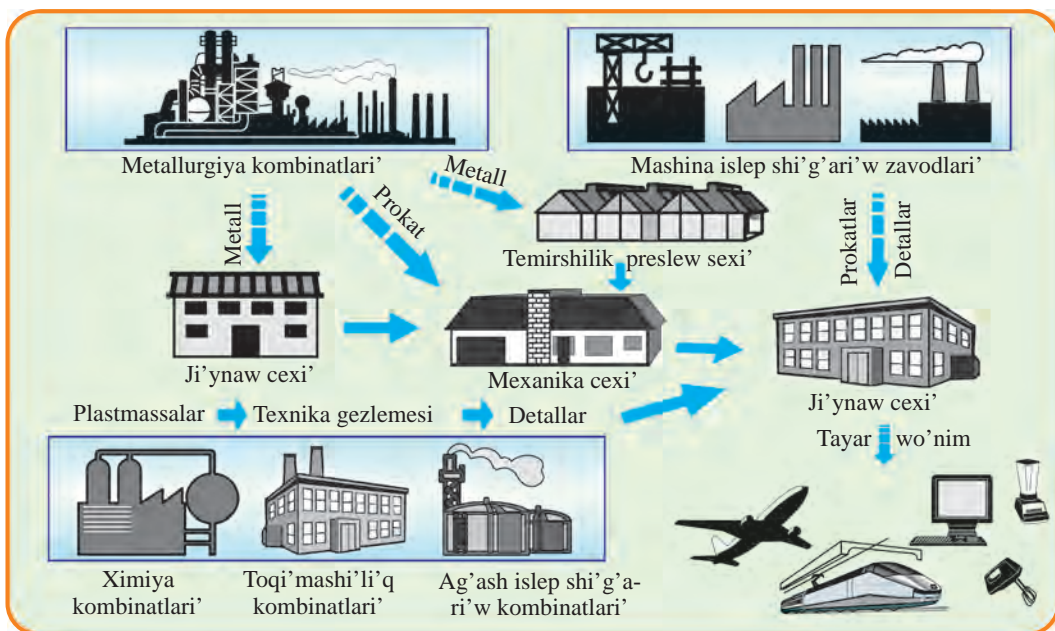 Metallurgiya kombinatlari’
Mashina islep shi’g’ari’w zavodlari’
Metall
Prokat
Metall
Temirshilik preslew sexi’
Prokatlar
Detallar
Ji’ynaw cexi’
Mexanika cexi’
Ji’ynaw cexi’
Plastmassalar Texnika gezlemesi Detallar
Tayar wo’nim
Ximiya
kombinatlari’
Toqi’mashi’li’q
kombinatlari’
Ag’ash islep shi’g’a-
ri’w kombinatlari’